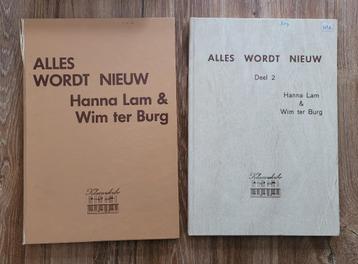 ALLES
WORDT NIEUW
Hanna Lam &
Wim ter Burg
ALLES WORDT NIEUW
Deel 2
Hanna Lam
&
Wim ter Burg